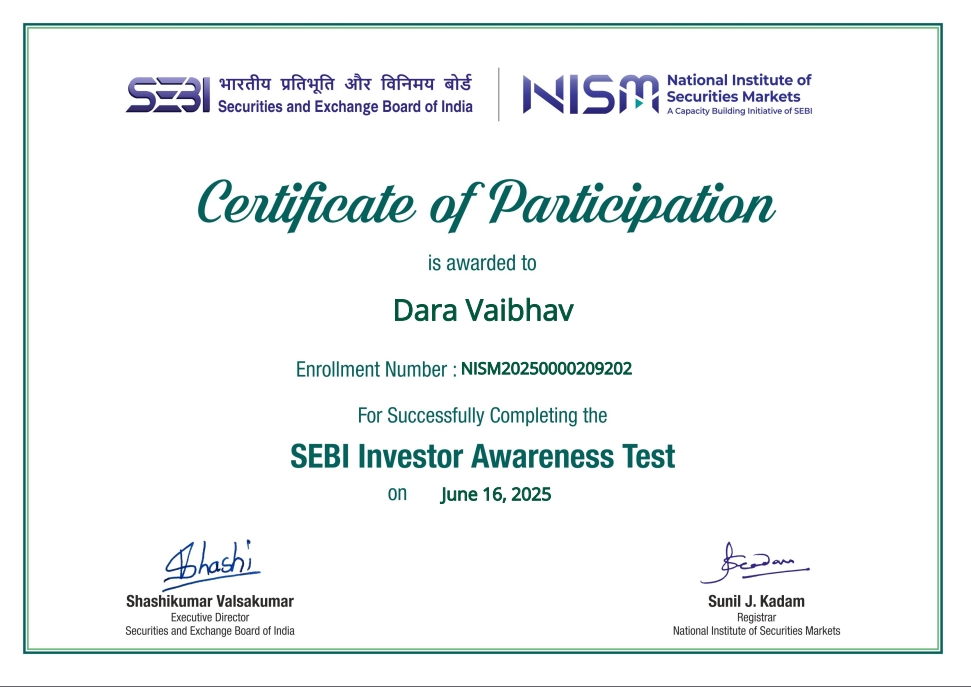 SEBI
भारतीय प्रतिभूति और विनिमय बोर्ड
Securities and Exchange Board of India
NISM
National Institute of
Securities Markets
A Capacity Building Initiative of SEBI
Certificate of Participation
is awarded to
Dara Vaibhav
Enrollment Number : NISM20250000209202
For Successfully Completing the
SEBI Investor Awareness Test
on June 16, 2025
Shashi
Shashikumar Valsakumar
Executive Director
Securities and Exchange Board of India
Sunil J. Kadam
Registrar
National Institute of Securities Markets